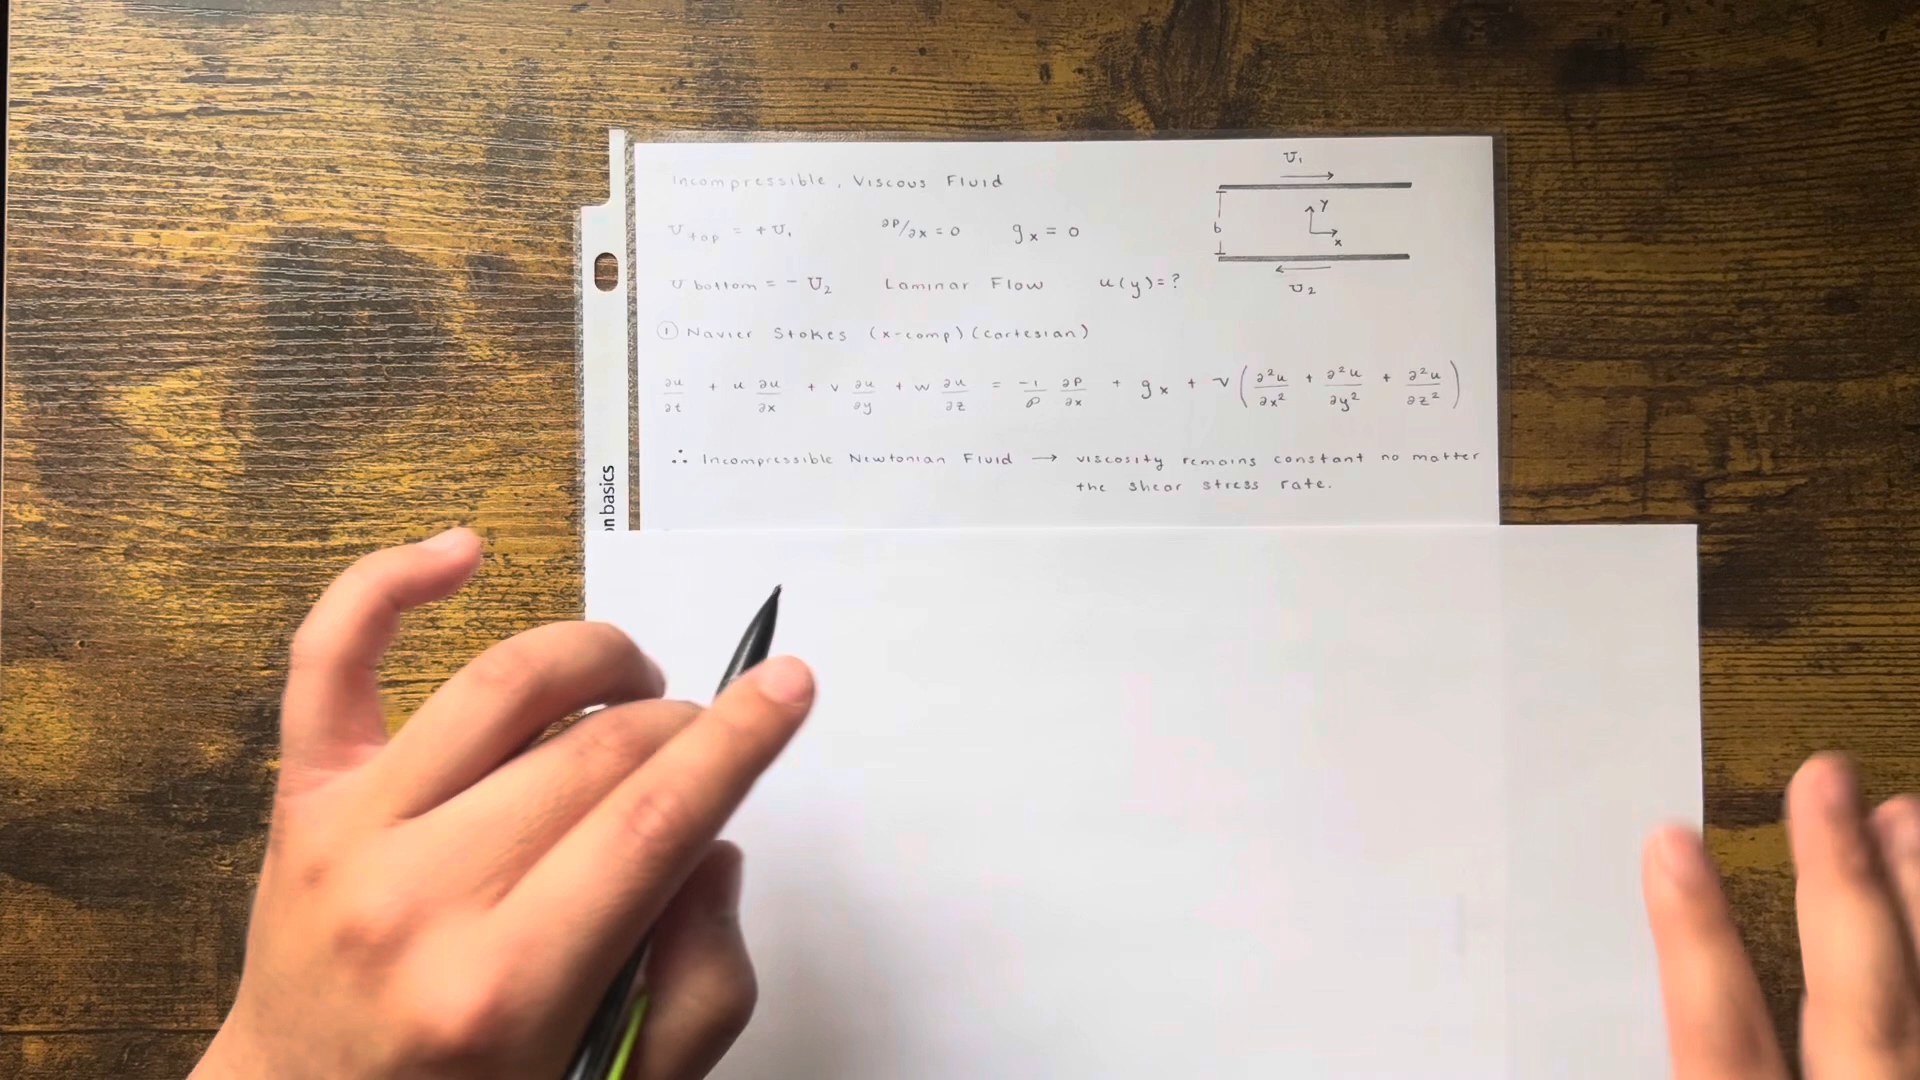 Incompressible, Viscous Fluid
U top = + U₁    ∂P/∂x = 0    gx = 0
U bottom = - U₂    Laminar Flow    u(y)= ?
U₁
y
b
x
U₂
① Navier Stokes (x-comp) (Cartesian)
∂u/∂t + u ∂u/∂x + v ∂u/∂y + w ∂u/∂z = -1/ρ ∂P/∂x + gx + ν ( ∂²u/∂x² + ∂²u/∂y² + ∂²u/∂z² )
∴ Incompressible Newtonian Fluid → viscosity remains constant no matter
the shear stress rate.
on basics